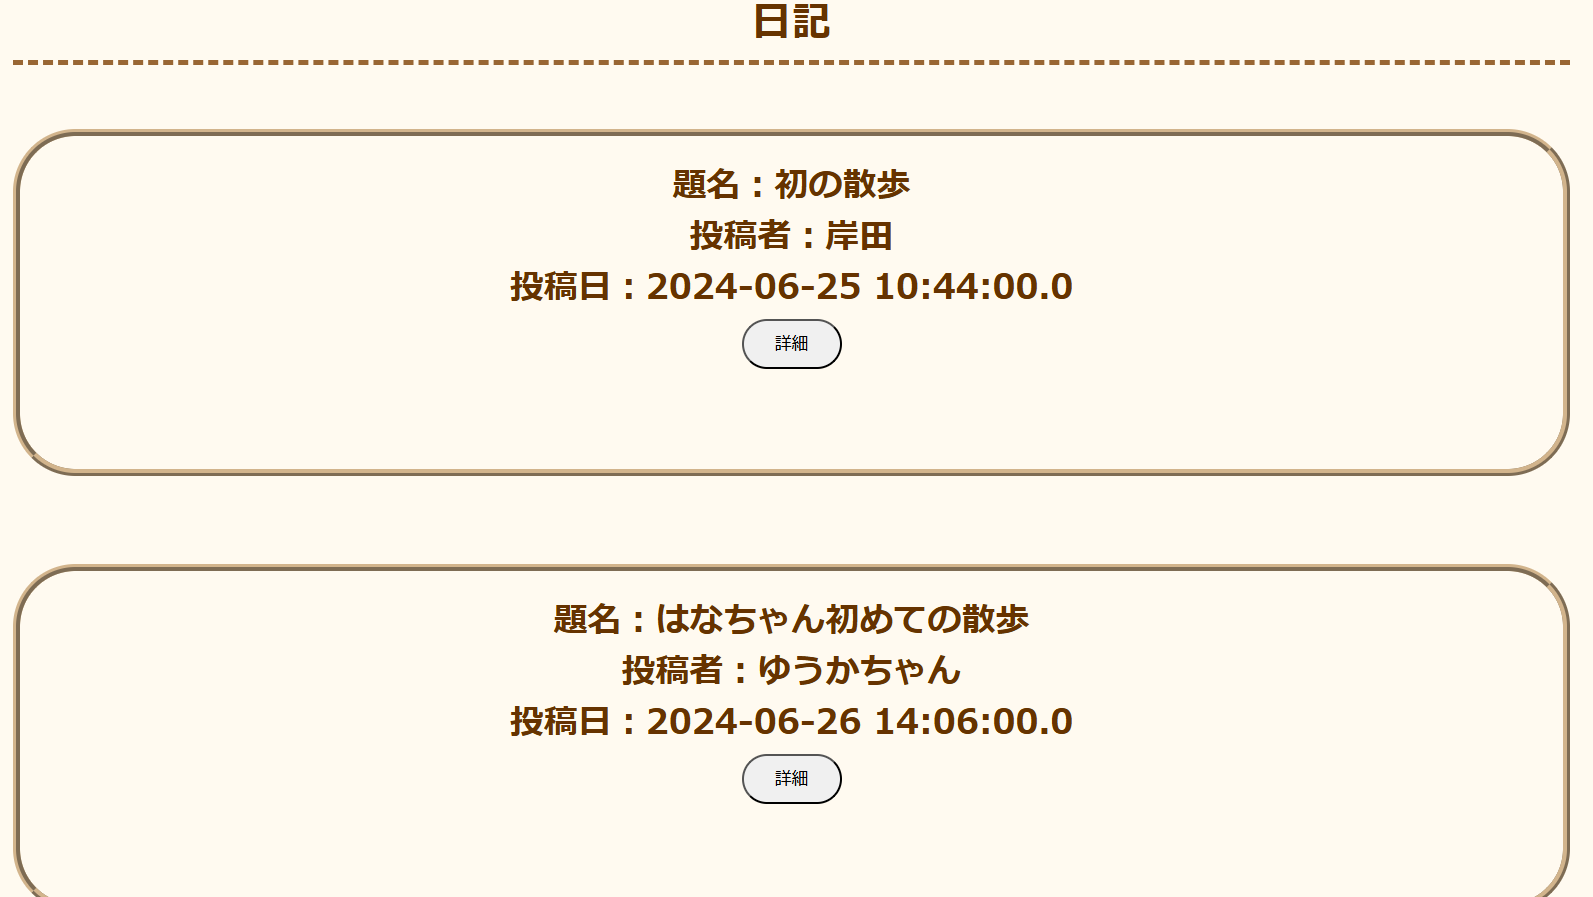 日記
題名：初の散歩
投稿者：岸田
投稿日：2024-06-25 10:44:00.0
詳細
題名：はなちゃん初めての散歩
投稿者：ゆうかちゃん
投稿日：2024-06-26 14:06:00.0
詳細